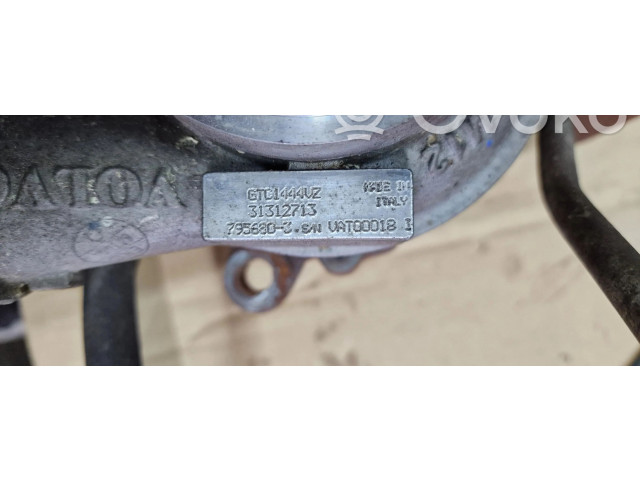 GTC1444VZ MADE IN
31312713 ITALY
795680-3 S/N VAT00018 I
Ovoko